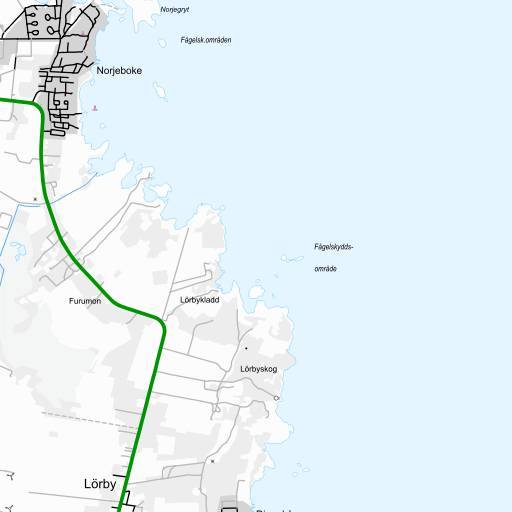 Norjegryt
Fågelsk.områden
Norjeboke
Fågelskydds-
område
Furumon
Lörbykladd
Lörbyskog
Lörby